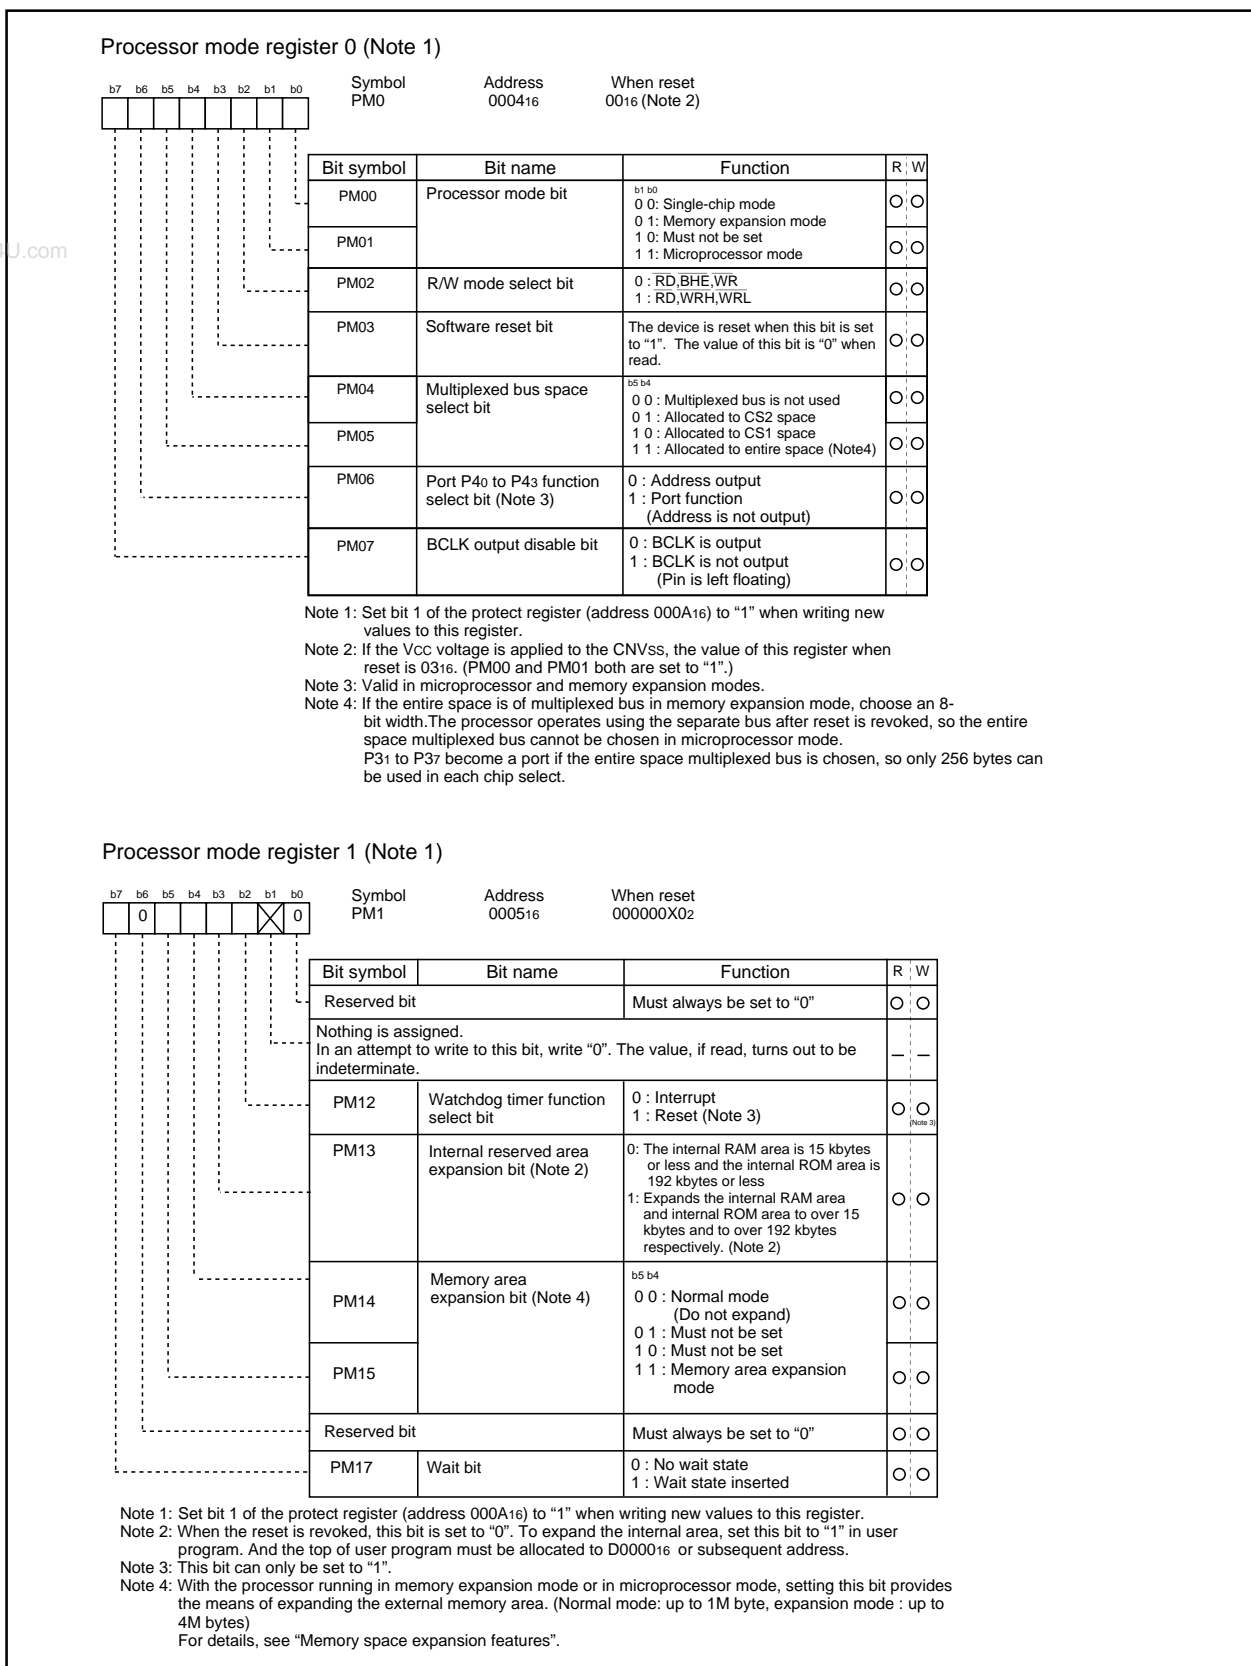 Processor mode register 0 (Note 1)
Symbol Address When reset
b7 b6 b5 b4 b3 b2 b1 b0
PM0 000416 0016 (Note 2)
Bit symbol Bit name Function R W
PM00 Processor mode bit
b1 b0
0 0: Single-chip mode
0 1: Memory expansion mode
PM01
1 0: Must not be set
1 1: Microprocessor mode
PM02 R/W mode select bit
0 : RD,BHE,WR
1 : RD,WRH,WRL
PM03 Software reset bit
The device is reset when this bit is set
to “1”. The value of this bit is “0” when
read.
PM04 Multiplexed bus space
select bit
b5 b4
0 0 : Multiplexed bus is not used
0 1 : Allocated to CS2 space
PM05
1 0 : Allocated to CS1 space
1 1 : Allocated to entire space (Note4)
PM06 Port P40 to P43 function
select bit (Note 3)
0 : Address output
1 : Port function
(Address is not output)
PM07 BCLK output disable bit
0 : BCLK is output
1 : BCLK is not output
(Pin is left floating)
Note 1: Set bit 1 of the protect register (address 000A16) to “1” when writing new
values to this register.
Note 2: If the VCC voltage is applied to the CNVSS, the value of this register when
reset is 0316. (PM00 and PM01 both are set to “1”.)
Note 3: Valid in microprocessor and memory expansion modes.
Note 4: If the entire space is of multiplexed bus in memory expansion mode, choose an 8-
bit width.The processor operates using the separate bus after reset is revoked, so the entire
space multiplexed bus cannot be chosen in microprocessor mode.
P31 to P37 become a port if the entire space multiplexed bus is chosen, so only 256 bytes can
be used in each chip select.
Processor mode register 1 (Note 1)
Symbol Address When reset
b7 b6 b5 b4 b3 b2 b1 b0
PM1 000516 000000X02
0 0
Bit symbol Bit name Function R W
Reserved bit Must always be set to “0”
Nothing is assigned.
In an attempt to write to this bit, write “0”. The value, if read, turns out to be
indeterminate.
PM12 Watchdog timer function
select bit
0 : Interrupt
1 : Reset (Note 3)
(Note 3)
PM13 Internal reserved area
expansion bit (Note 2)
0: The internal RAM area is 15 kbytes
or less and the internal ROM area is
192 kbytes or less
1: Expands the internal RAM area
and internal ROM area to over 15
kbytes and to over 192 kbytes
respectively. (Note 2)
PM14 Memory area
expansion bit (Note 4)
b5 b4
0 0 : Normal mode
(Do not expand)
0 1 : Must not be set
1 0 : Must not be set
PM15
1 1 : Memory area expansion
mode
Reserved bit Must always be set to “0”
PM17 Wait bit
0 : No wait state
1 : Wait state inserted
Note 1: Set bit 1 of the protect register (address 000A16) to “1” when writing new values to this register.
Note 2: When the reset is revoked, this bit is set to “0”. To expand the internal area, set this bit to “1” in user
program. And the top of user program must be allocated to D000016 or subsequent address.
Note 3: This bit can only be set to “1”.
Note 4: With the processor running in memory expansion mode or in microprocessor mode, setting this bit provides
the means of expanding the external memory area. (Normal mode: up to 1M byte, expansion mode : up to
4M bytes)
For details, see “Memory space expansion features”.
U.com